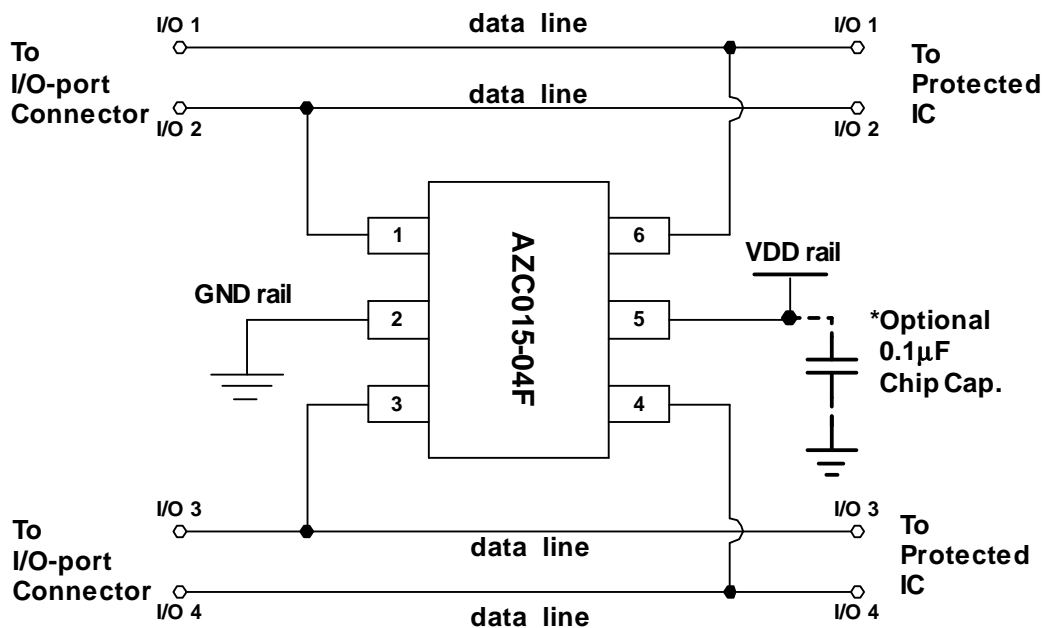 I/O 1
data line
I/O 1
To
I/O-port
Connector
To
Protected
IC
data line
I/O 2
I/O 2
1
6
AZC015-04F
VDD rail
GND rail
2
5
*Optional
0.1μF
Chip Cap.
3
4
I/O 3
I/O 3
To
I/O-port
Connector
To
Protected
IC
data line
I/O 4
data line
I/O 4